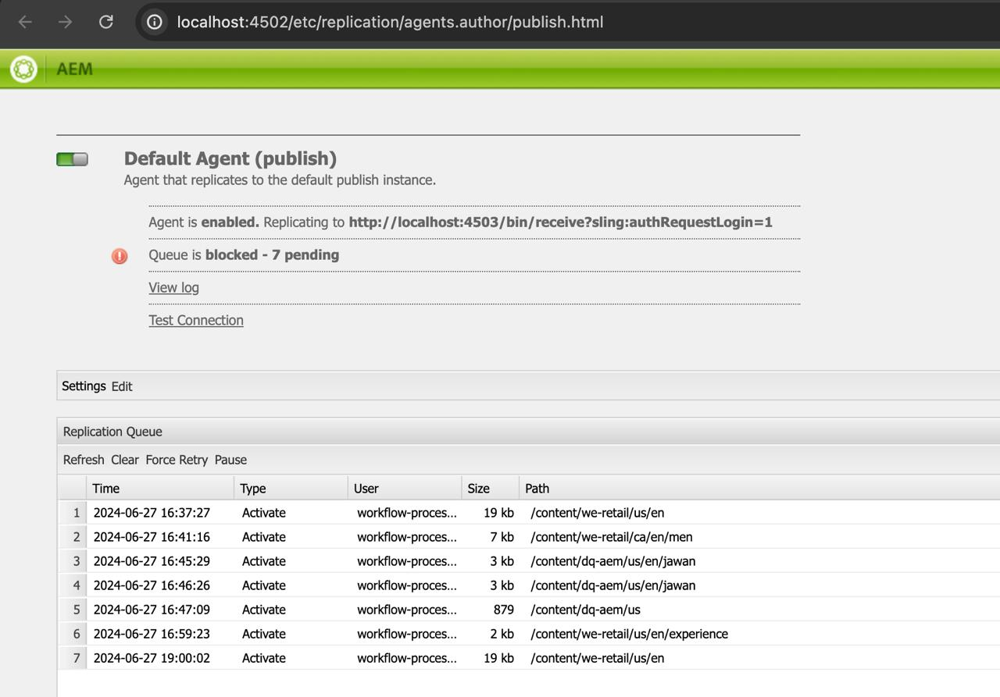 localhost:4502/etc/replication/agents.author/publish.html
AEM
Default Agent (publish)
Agent that replicates to the default publish instance.
Agent is enabled. Replicating to http://localhost:4503/bin/receive?sling:authRequestLogin=1
Queue is blocked - 7 pending
View log
Test Connection
Settings Edit
Replication Queue
Refresh Clear Force Retry Pause
Time Type User Size Path
1 2024-06-27 16:37:27 Activate workflow-proces... 19 kb /content/we-retail/us/en
2 2024-06-27 16:41:16 Activate workflow-proces... 7 kb /content/we-retail/ca/en/men
3 2024-06-27 16:45:29 Activate workflow-proces... 3 kb /content/dq-aem/us/en/jawan
4 2024-06-27 16:46:26 Activate workflow-proces... 3 kb /content/dq-aem/us/en/jawan
5 2024-06-27 16:47:09 Activate workflow-proces... 879 /content/dq-aem/us
6 2024-06-27 16:59:23 Activate workflow-proces... 2 kb /content/we-retail/us/en/experience
7 2024-06-27 19:00:02 Activate workflow-proces... 19 kb /content/we-retail/us/en